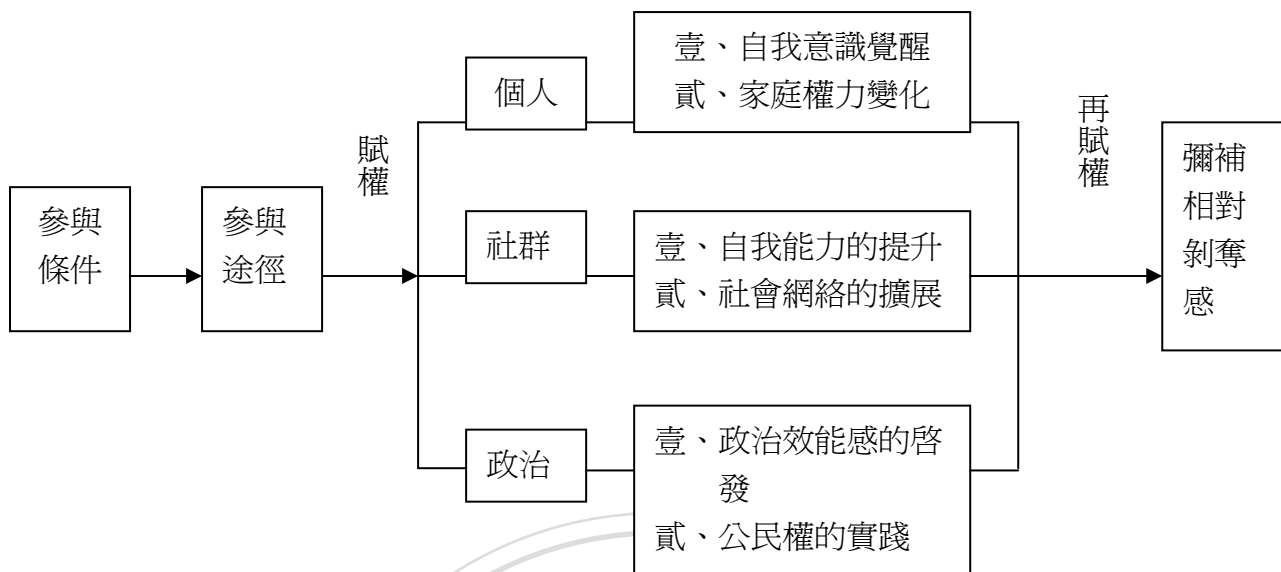 參與
條件
參與
途徑
賦權
個人
壹、自我意識覺醒
貳、家庭權力變化
社群
壹、自我能力的提升
貳、社會網絡的擴展
政治
壹、政治效能感的啓
發
貳、公民權的實踐
再賦權
彌補
相對
剝奪
感